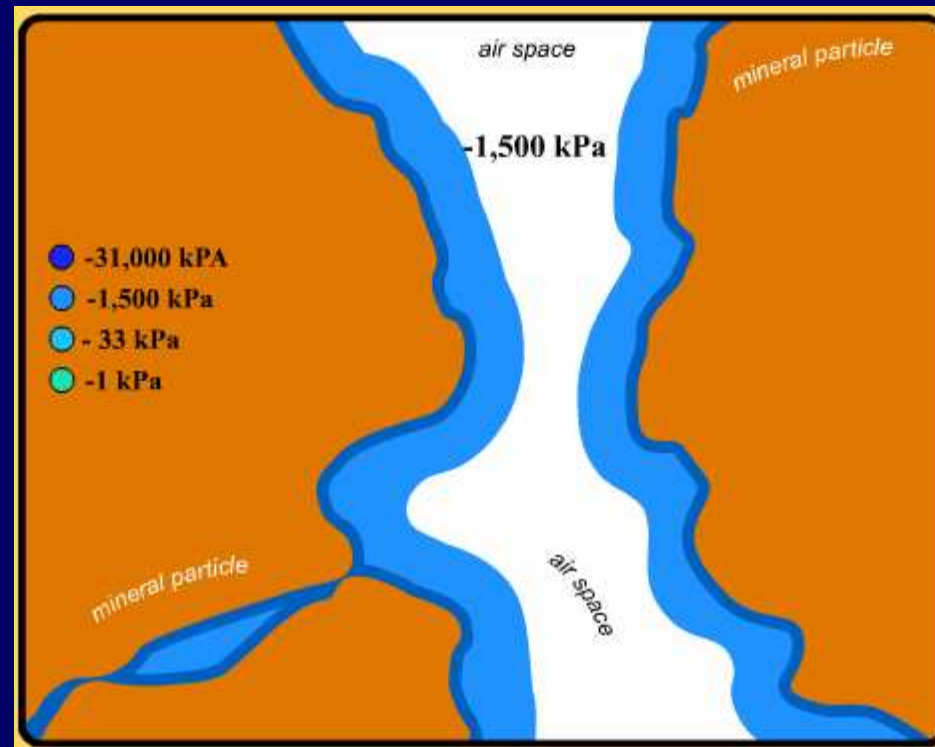 air space
mineral particle
-1,500 kPa
-31,000 kPA
-1,500 kPa
- 33 kPa
-1 kPa
mineral particle
air space